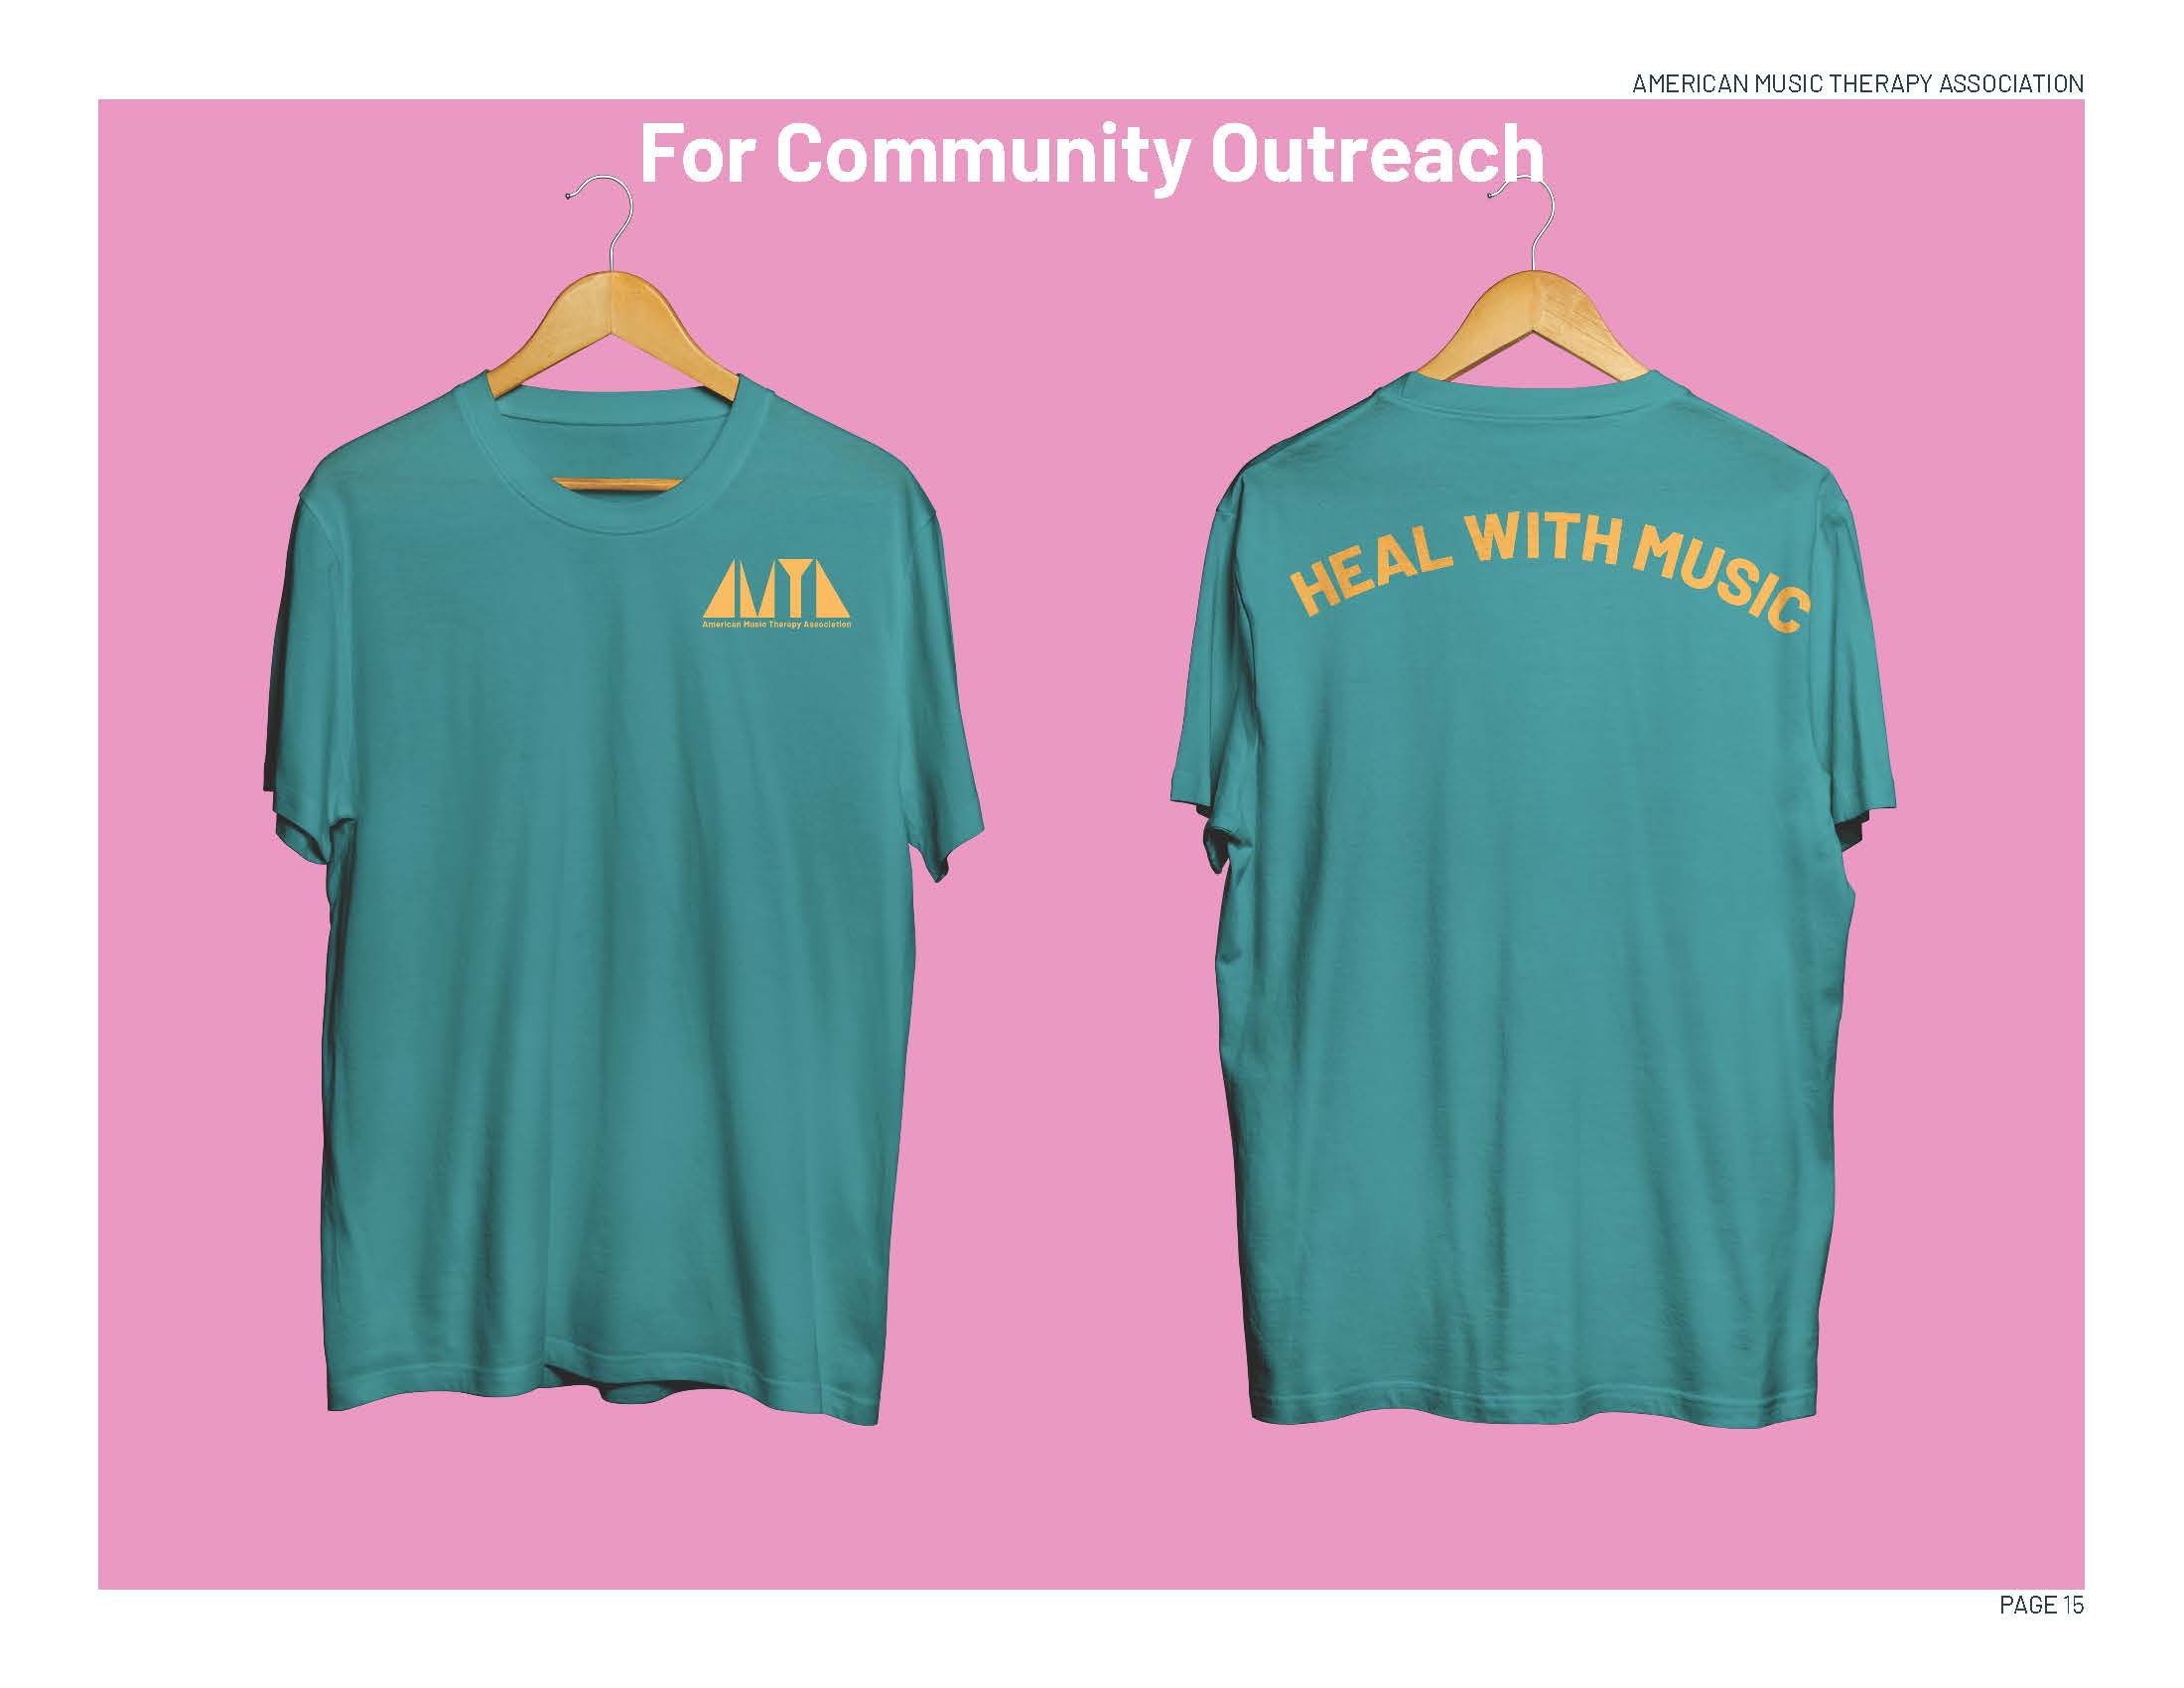 AMERICAN MUSIC THERAPY ASSOCIATION
For Community Outreach
AMTA
American Music Therapy Association
HEAL WITH MUSIC
PAGE 15